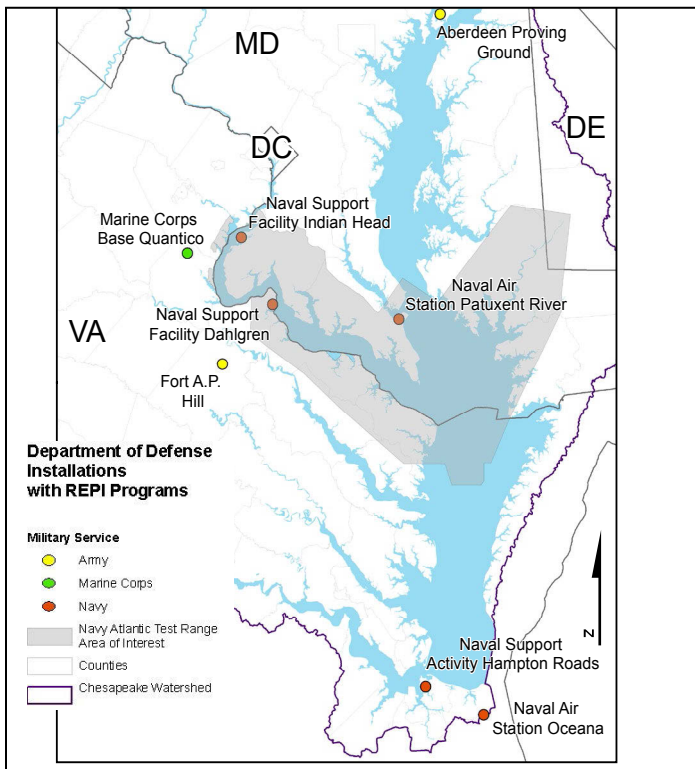 MD
Aberdeen Proving
Ground
DE
DC
Naval Support
Facility Indian Head
Marine Corps
Base Quantico
Naval Air
Station Patuxent River
Naval Support
Facility Dahlgren
VA
Fort A.P.
Hill
Department of Defense
Installations
with REPI Programs
Military Service
Army
Marine Corps
Navy
Navy Atlantic Test Range
Area of Interest
Counties
Chesapeake Watershed
N
Naval Support
Activity Hampton Roads
Naval Air
Station Oceana